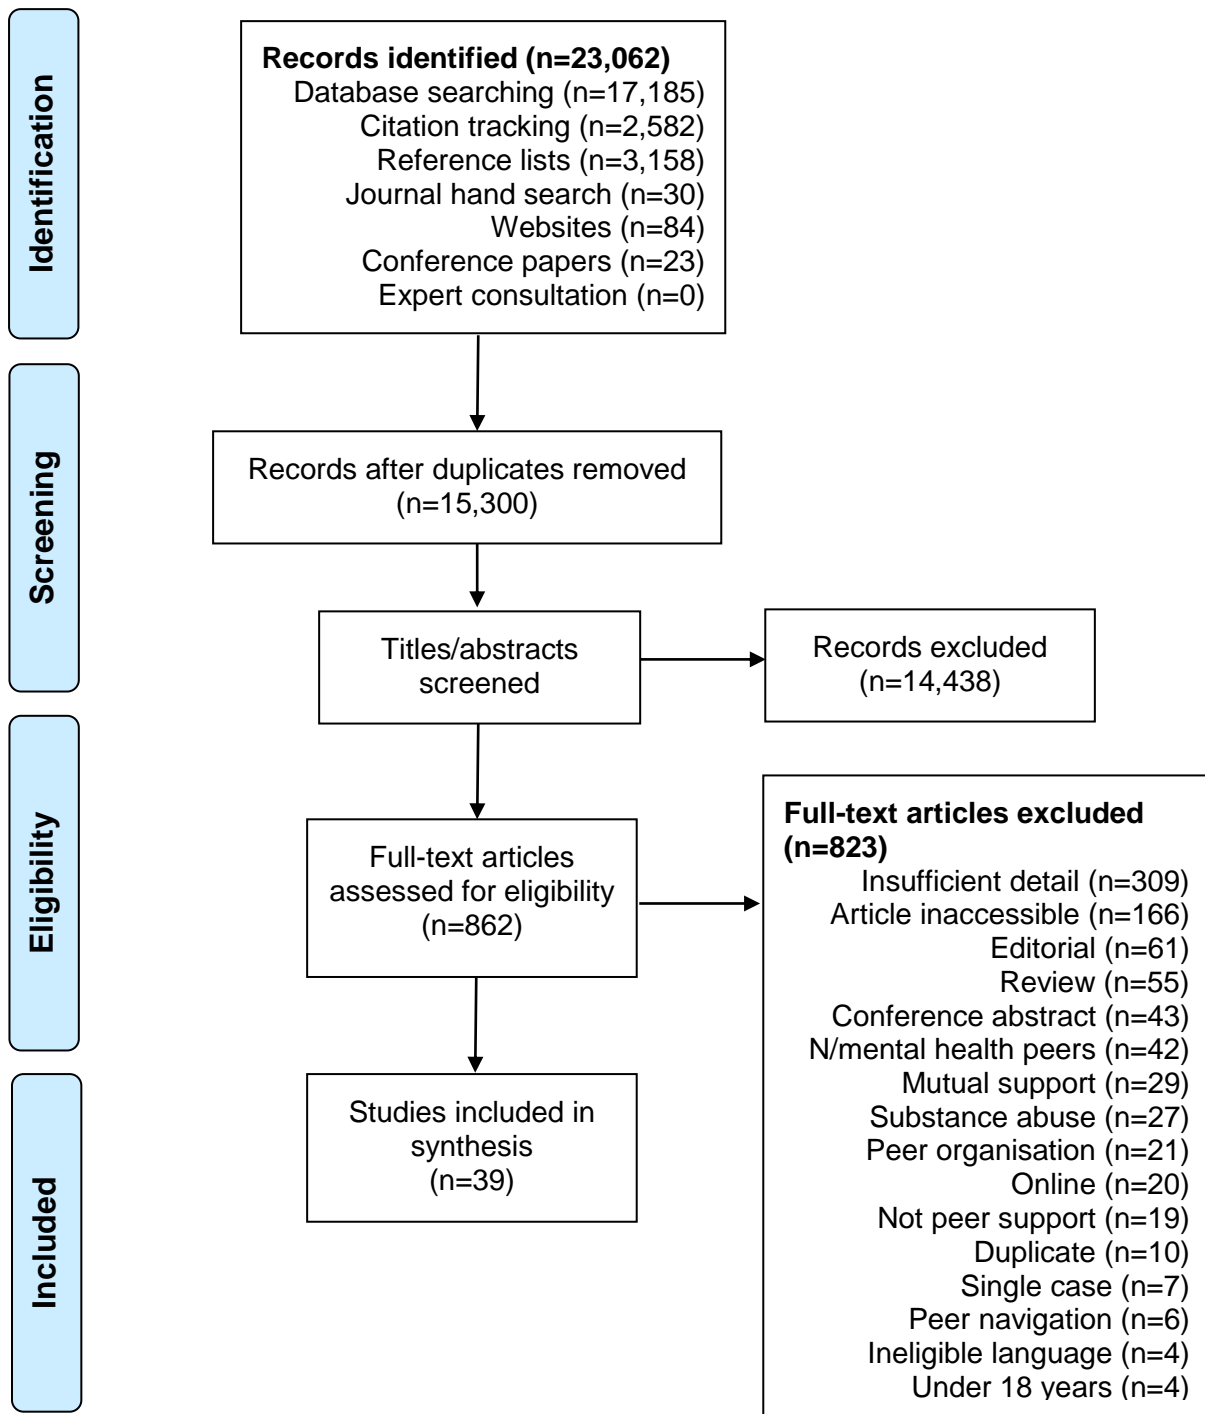 Identification
Records identified (n=23,062)
Database searching (n=17,185)
Citation tracking (n=2,582)
Reference lists (n=3,158)
Journal hand search (n=30)
Websites (n=84)
Conference papers (n=23)
Expert consultation (n=0)
Screening
Records after duplicates removed
(n=15,300)
Titles/abstracts
screened
Records excluded
(n=14,438)
Eligibility
Full-text articles
assessed for eligibility
(n=862)
Full-text articles excluded
(n=823)
Insufficient detail (n=309)
Article inaccessible (n=166)
Editorial (n=61)
Review (n=55)
Conference abstract (n=43)
N/mental health peers (n=42)
Mutual support (n=29)
Substance abuse (n=27)
Peer organisation (n=21)
Online (n=20)
Not peer support (n=19)
Duplicate (n=10)
Single case (n=7)
Peer navigation (n=6)
Ineligible language (n=4)
Under 18 years (n=4)
Included
Studies included in
synthesis
(n=39)